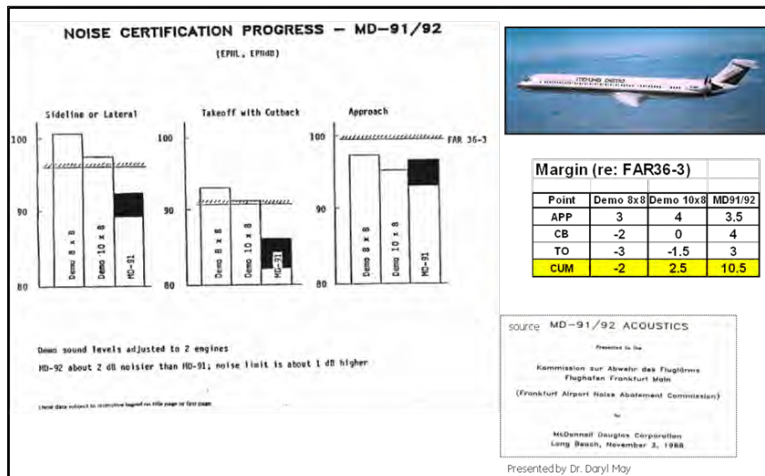 NOISE CERTIFICATION PROGRESS - MD-91/92
(EPNL, EPNdB)
Sideline or Lateral
Takeoff with Cutback
Approach
FAR 36-3
100
90
80
Demo 8 x 8
Demo 10 x 8
MD-91
100
90
80
Demo 8 x 8
Demo 10 x 8
MD-91
100
90
80
Demo 8 x 8
Demo 10 x 8
MD-91
Demo sound levels adjusted to 2 engines
MD-92 about 2 dB noisier than MD-91; noise limit is about 1 dB higher
Margin (re: FAR36-3)
Point Demo 8x8 Demo 10x8 MD91/92
APP 3 4 3.5
CB -2 0 4
TO -3 -1.5 3
CUM -2 2.5 10.5
source MD-91/92 ACOUSTICS
Presented to the
Kommission zur Abwehr des Fluglärms
Flughafen Frankfurt Main
(Frankfurt Airport Noise Abatement Commission)
by
McDonnell Douglas Corporation
Long Beach, November 3, 1988
Presented by Dr. Daryl May